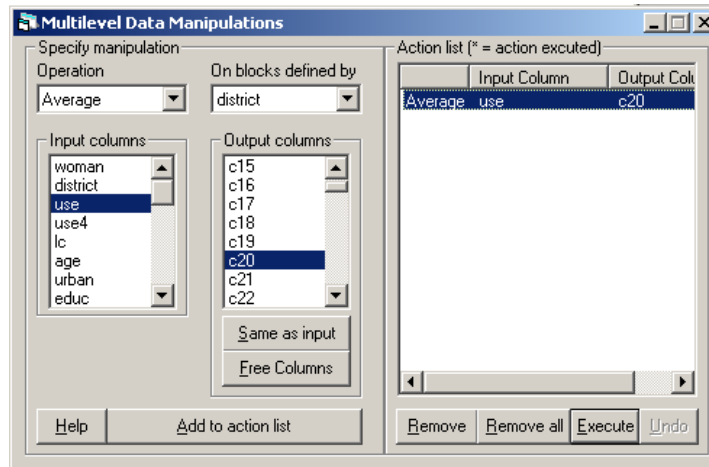 Multilevel Data Manipulations
Specify manipulation
Operation
On blocks defined by
Average
district
Input columns
woman
district
use
use4
lc
age
urban
educ
Output columns
c15
c16
c17
c18
c19
c20
c21
c22
Same as input
Free Columns
Help
Add to action list
Action list (* = action excuted)
Input Column
Output Colu
Average use c20
Remove
Remove all
Execute
Undo